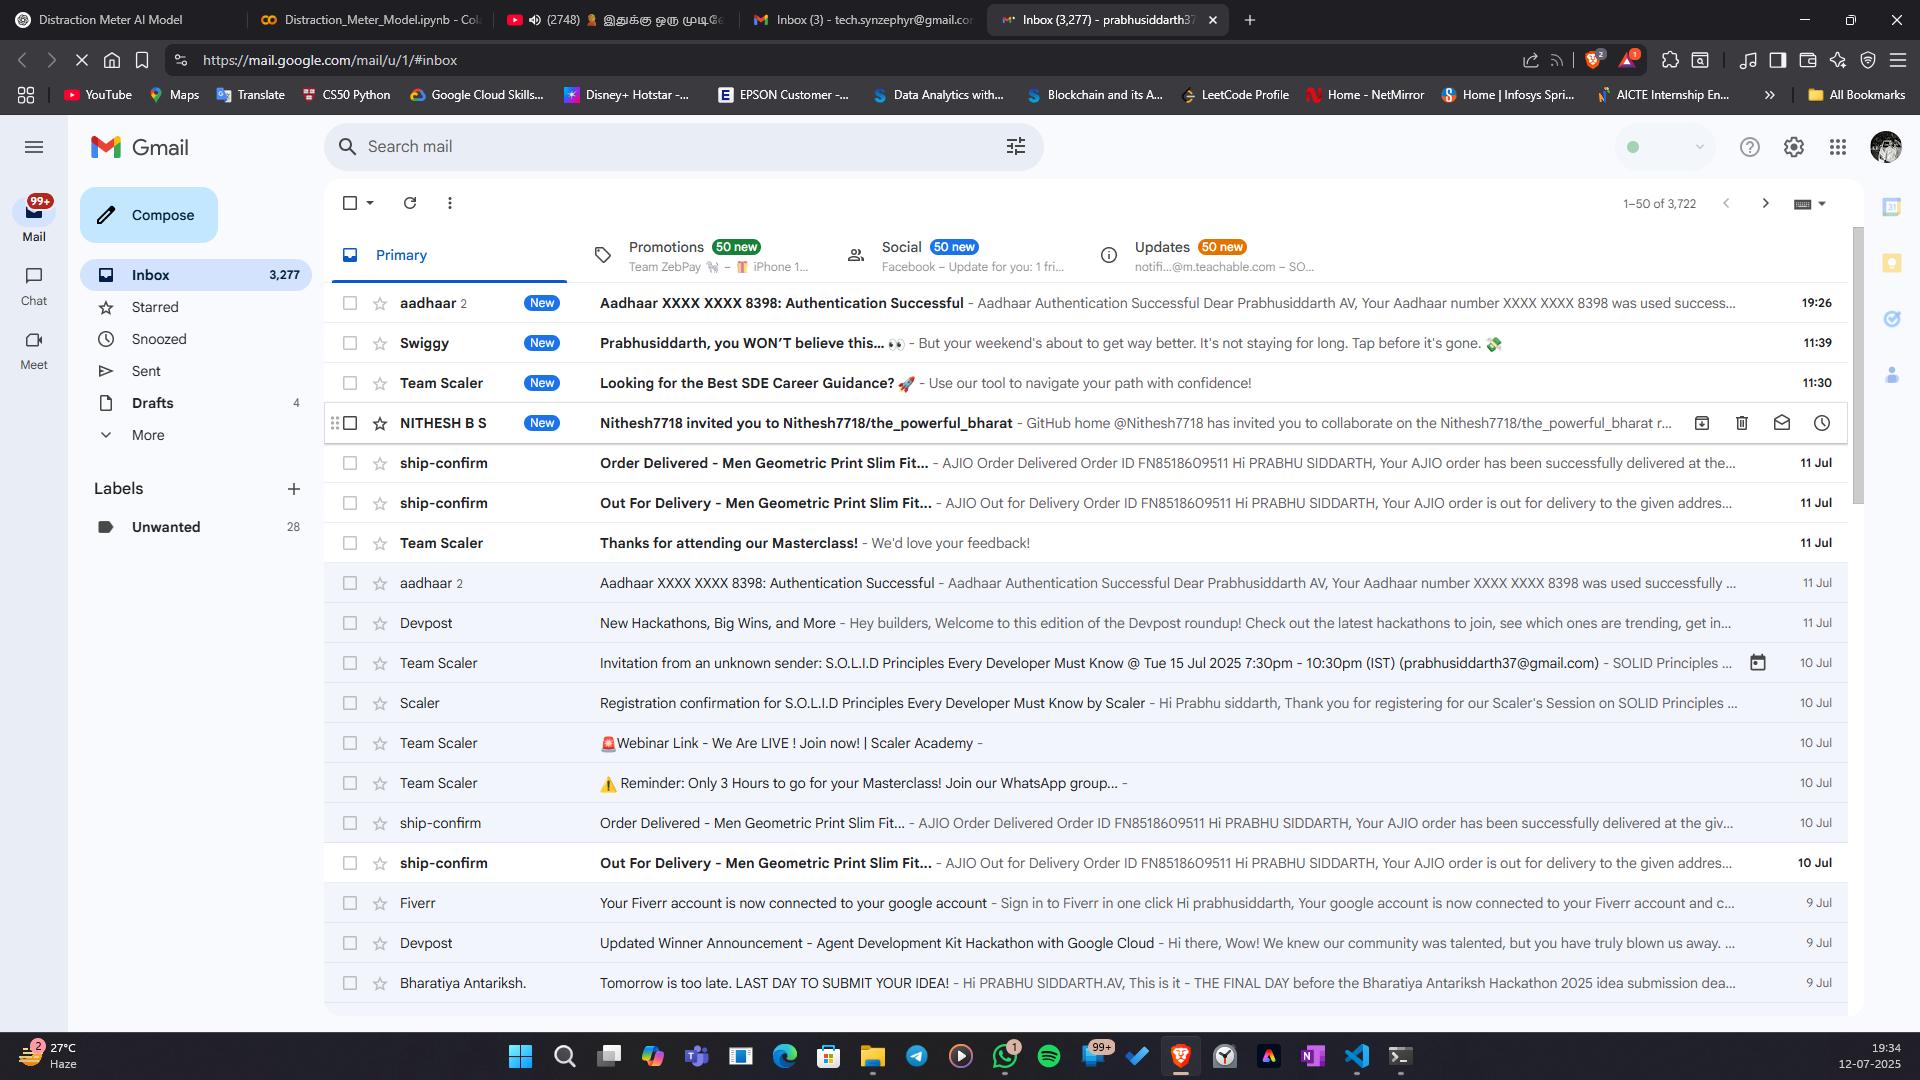 Distraction Meter AI Model
Distraction_Meter_Model.ipynb - Col
(2748) இதுக்கு ஒரு முடிவே
Inbox (3) - tech.synzephyr@gmail.co
Inbox (3,277) - prabhusiddarth37
https://mail.google.com/mail/u/1/#inbox
2
1
YouTube
Maps
Translate
CS50 Python
Google Cloud Skills...
Disney+ Hotstar -...
EPSON Customer -...
Data Analytics with...
Blockchain and its A...
LeetCode Profile
Home - NetMirror
Home | Infosys Spri...
AICTE Internship En...
All Bookmarks
Gmail
Search mail
99+
Mail
Chat
Meet
Compose
Inbox 3,277
Starred
Snoozed
Sent
Drafts 4
More
Labels
Unwanted 28
1–50 of 3,722
Primary
Promotions 50 new
Team ZebPay – iPhone 1...
Social 50 new
Facebook – Update for you: 1 fri...
Updates 50 new
notifi...@m.teachable.com – SO...
aadhaar 2 New Aadhaar XXXX XXXX 8398: Authentication Successful - Aadhaar Authentication Successful Dear Prabhusiddarth AV, Your Aadhaar number XXXX XXXX 8398 was used success... 19:26
Swiggy New Prabhusiddarth, you WON'T believe this... 👀 - But your weekend's about to get way better. It's not staying for long. Tap before it's gone. 💸 11:39
Team Scaler New Looking for the Best SDE Career Guidance? 🚀 - Use our tool to navigate your path with confidence! 11:30
NITHESH B S New Nithesh7718 invited you to Nithesh7718/the_powerful_bharat - GitHub home @Nithesh7718 has invited you to collaborate on the Nithesh7718/the_powerful_bharat r...
ship-confirm Order Delivered - Men Geometric Print Slim Fit... - AJIO Order Delivered Order ID FN8518609511 Hi PRABHU SIDDARTH, Your AJIO order has been successfully delivered at the... 11 Jul
ship-confirm Out For Delivery - Men Geometric Print Slim Fit... - AJIO Out for Delivery Order ID FN8518609511 Hi PRABHU SIDDARTH, Your AJIO order is out for delivery to the given addres... 11 Jul
Team Scaler Thanks for attending our Masterclass! - We'd love your feedback! 11 Jul
aadhaar 2 Aadhaar XXXX XXXX 8398: Authentication Successful - Aadhaar Authentication Successful Dear Prabhusiddarth AV, Your Aadhaar number XXXX XXXX 8398 was used successfully ... 11 Jul
Devpost New Hackathons, Big Wins, and More - Hey builders, Welcome to this edition of the Devpost roundup! Check out the latest hackathons to join, see which ones are trending, get in... 11 Jul
Team Scaler Invitation from an unknown sender: S.O.L.I.D Principles Every Developer Must Know @ Tue 15 Jul 2025 7:30pm - 10:30pm (IST) (prabhusiddarth37@gmail.com) - SOLID Principles ... 10 Jul
Scaler Registration confirmation for S.O.L.I.D Principles Every Developer Must Know by Scaler - Hi Prabhu siddarth, Thank you for registering for our Scaler's Session on SOLID Principles ... 10 Jul
Team Scaler 🚨Webinar Link - We Are LIVE ! Join now! | Scaler Academy - 10 Jul
Team Scaler ⚠️ Reminder: Only 3 Hours to go for your Masterclass! Join our WhatsApp group... - 10 Jul
ship-confirm Order Delivered - Men Geometric Print Slim Fit... - AJIO Order Delivered Order ID FN8518609511 Hi PRABHU SIDDARTH, Your AJIO order has been successfully delivered at the giv... 10 Jul
ship-confirm Out For Delivery - Men Geometric Print Slim Fit... - AJIO Out for Delivery Order ID FN8518609511 Hi PRABHU SIDDARTH, Your AJIO order is out for delivery to the given addres... 10 Jul
Fiverr Your Fiverr account is now connected to your google account - Sign in to Fiverr in one click Hi prabhusiddarth, Your google account is now connected to your Fiverr account and c... 9 Jul
Devpost Updated Winner Announcement - Agent Development Kit Hackathon with Google Cloud - Hi there, Wow! We knew our community was talented, but you have truly blown us away. ... 9 Jul
Bharatiya Antariksh. Tomorrow is too late. LAST DAY TO SUBMIT YOUR IDEA! - Hi PRABHU SIDDARTH.AV, This is it - THE FINAL DAY before the Bharatiya Antariksh Hackathon 2025 idea submission dea... 9 Jul
2
27°C
Haze
1
99+
19:34
12-07-2025